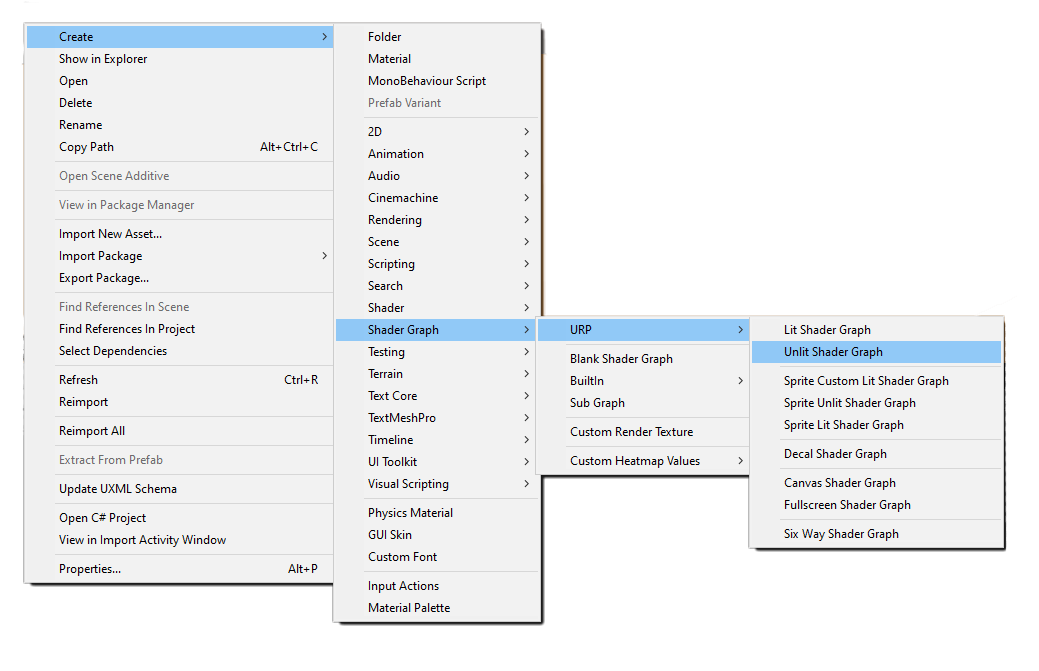 Create
Show in Explorer
Open
Delete
Rename
Copy Path Alt+Ctrl+C
Open Scene Additive
View in Package Manager
Import New Asset...
Import Package
Export Package...
Find References In Scene
Find References In Project
Select Dependencies
Refresh Ctrl+R
Reimport
Reimport All
Extract From Prefab
Update UXML Schema
Open C# Project
View in Import Activity Window
Properties... Alt+P
Folder
Material
MonoBehaviour Script
Prefab Variant
2D
Animation
Audio
Cinemachine
Rendering
Scene
Scripting
Search
Shader
Shader Graph
Testing
Terrain
Text Core
TextMeshPro
Timeline
UI Toolkit
Visual Scripting
Physics Material
GUI Skin
Custom Font
Input Actions
Material Palette
URP
Blank Shader Graph
BuiltIn
Sub Graph
Custom Render Texture
Custom Heatmap Values
Lit Shader Graph
Unlit Shader Graph
Sprite Custom Lit Shader Graph
Sprite Unlit Shader Graph
Sprite Lit Shader Graph
Decal Shader Graph
Canvas Shader Graph
Fullscreen Shader Graph
Six Way Shader Graph